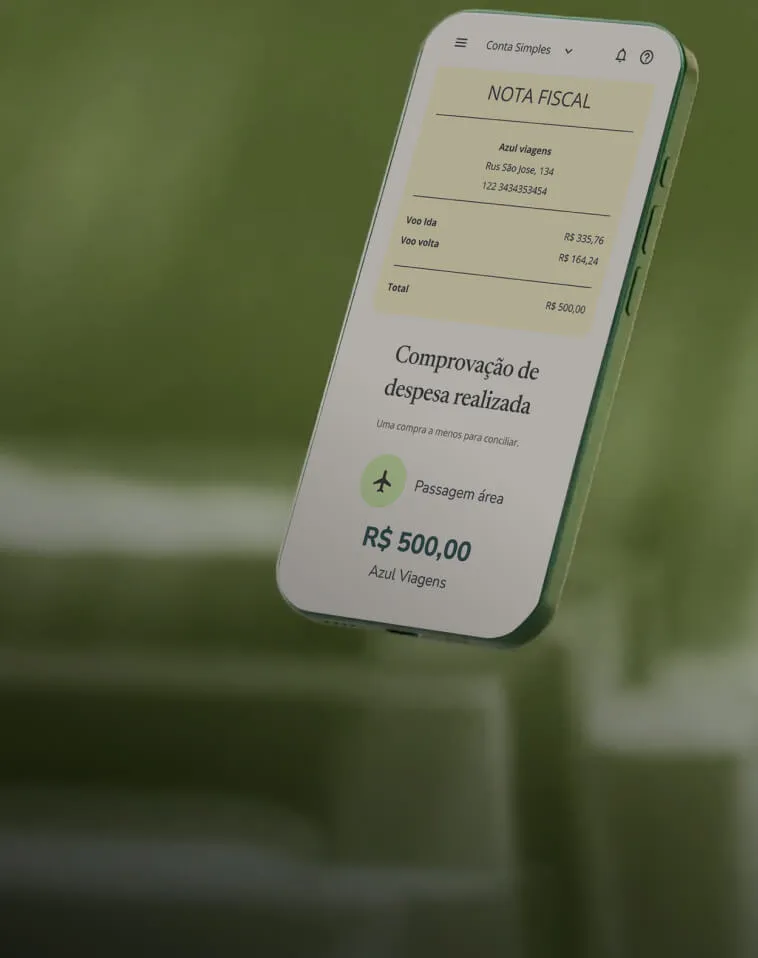 Conta Simples
NOTA FISCAL
Azul viagens
Rus São Jose, 134
122 3434353454
Voo Ida R$ 335,76
Voo volta R$ 164,24
Total R$ 500,00
Comprovação de
despesa realizada
Uma compra a menos para conciliar.
Passagem área
R$ 500,00
Azul Viagens